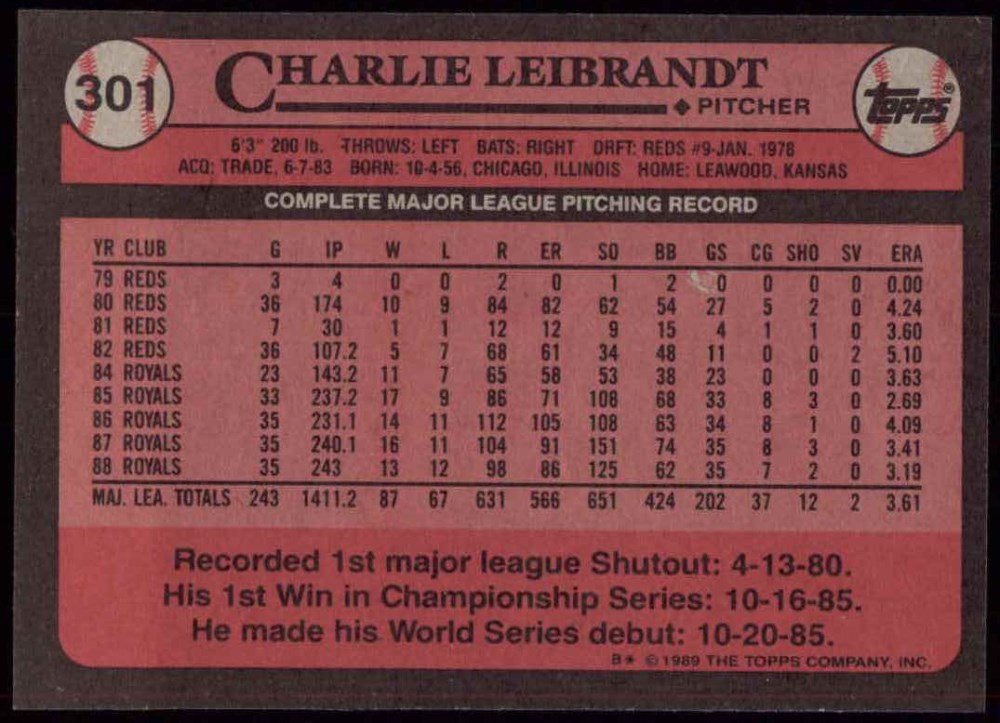 301
CHARLIE LEIBRANDT
◆ PITCHER
TOPPS®
6'3" 200 lb. THROWS: LEFT BATS: RIGHT DRFT: REDS #9-JAN. 1978
ACQ: TRADE, 6-7-83 BORN: 10-4-56, CHICAGO, ILLINOIS HOME: LEAWOOD, KANSAS
COMPLETE MAJOR LEAGUE PITCHING RECORD
YR CLUB G IP W L R ER SO BB GS CG SHO SV ERA
79 REDS 3 4 0 0 2 0 1 2 0 0 0 0 0.00
80 REDS 36 174 10 9 84 82 62 54 27 5 2 0 4.24
81 REDS 7 30 1 1 12 12 9 15 4 1 1 0 3.60
82 REDS 36 107.2 5 7 68 61 34 48 11 0 0 2 5.10
84 ROYALS 23 143.2 11 7 65 58 53 38 23 0 0 0 3.63
85 ROYALS 33 237.2 17 9 86 71 108 68 33 8 3 0 2.69
86 ROYALS 35 231.1 14 11 112 105 108 63 34 8 1 0 4.09
87 ROYALS 35 240.1 16 11 104 91 151 74 35 8 3 0 3.41
88 ROYALS 35 243 13 12 98 86 125 62 35 7 2 0 3.19
MAJ. LEA. TOTALS 243 1411.2 87 67 631 566 651 424 202 37 12 2 3.61
Recorded 1st major league Shutout: 4-13-80.
His 1st Win in Championship Series: 10-16-85.
He made his World Series debut: 10-20-85.
B* © 1989 THE TOPPS COMPANY, INC.